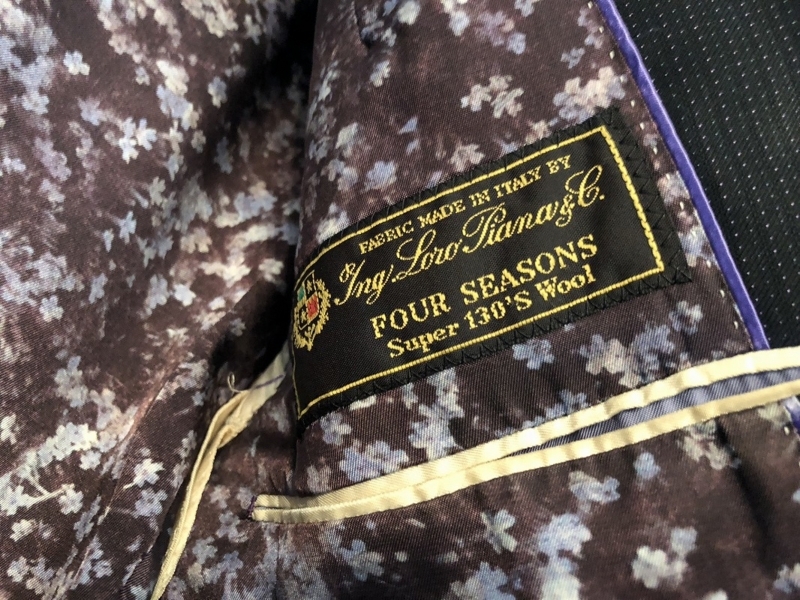 FABRIC MADE IN ITALY BY
Ing. Loro Piana & C.
FOUR SEASONS
Super 130'S Wool